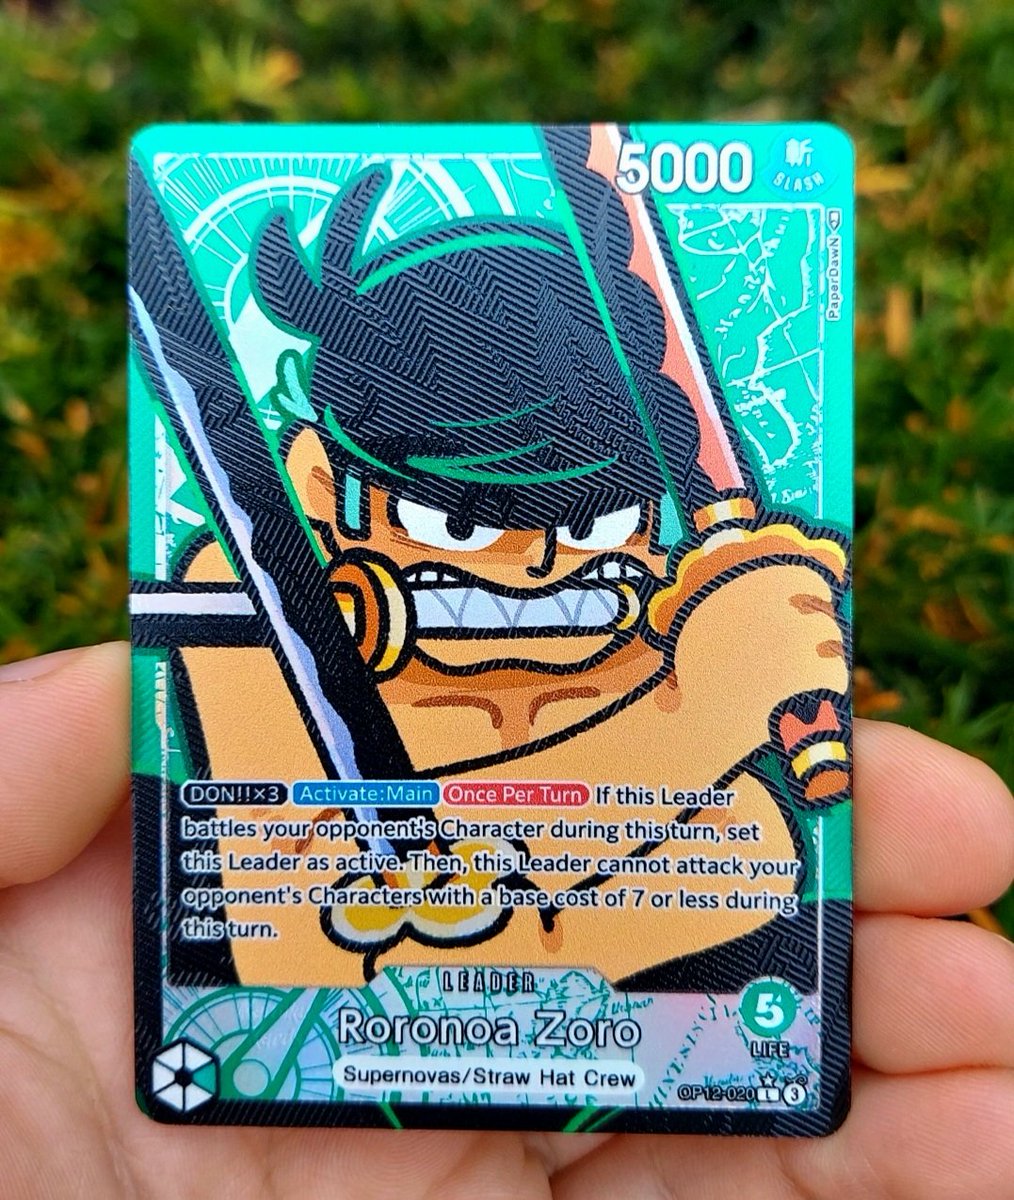 5000
斬
SLASH
PaperDawN
DON!!×3 Activate:Main Once Per Turn If this Leader
battles your opponent's Character during this turn, set
this Leader as active. Then, this Leader cannot attack your
opponent's Characters with a base cost of 7 or less during
this turn.
LEADER
Roronoa Zoro
5
LIFE
Supernovas/Straw Hat Crew
OP12-020 L 3